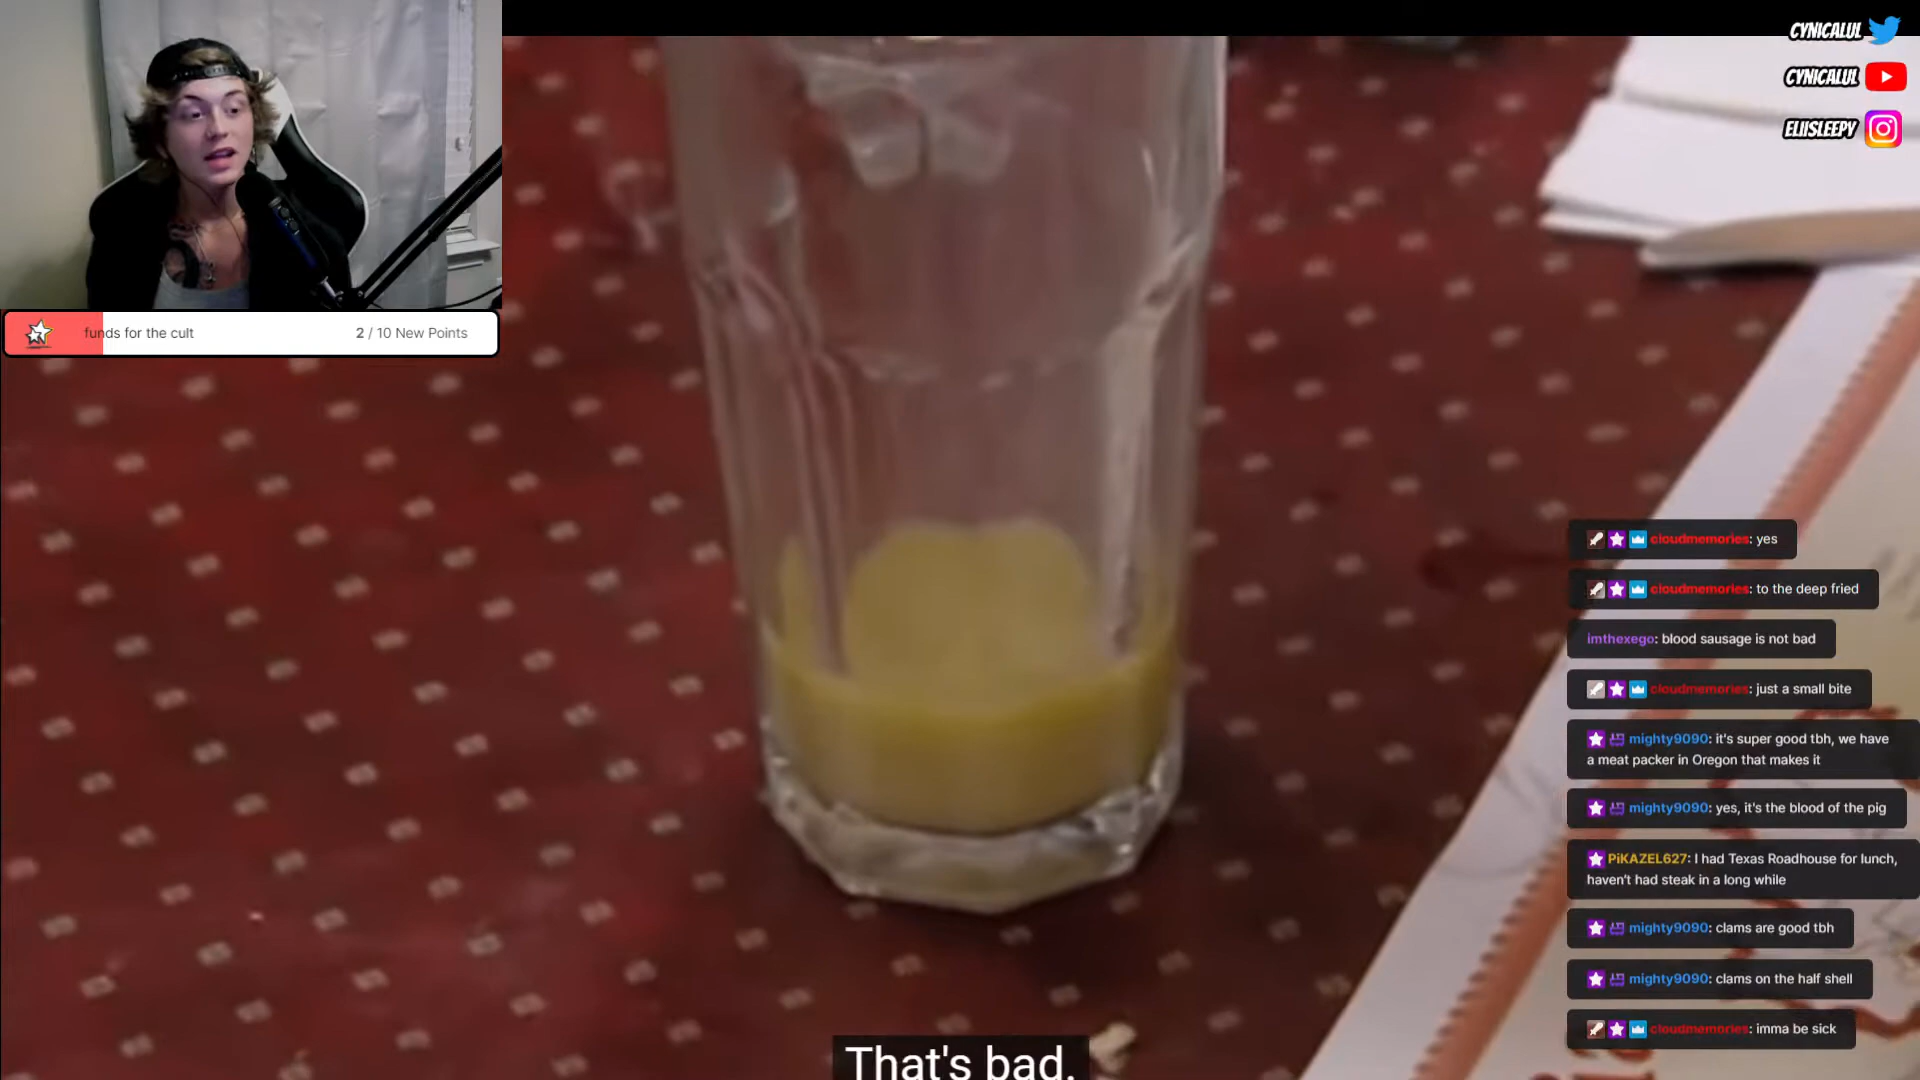 CYNICALUL
CYNICALUL
ELIISLEEPY
funds for the cult 2 / 10 New Points
cloudmemories: yes
cloudmemories: to the deep fried
imthexego: blood sausage is not bad
cloudmemories: just a small bite
mighty9090: it's super good tbh, we have
a meat packer in Oregon that makes it
mighty9090: yes, it's the blood of the pig
PiKAZEL627: I had Texas Roadhouse for lunch,
haven't had steak in a long while
mighty9090: clams are good tbh
mighty9090: clams on the half shell
cloudmemories: imma be sick
That's bad.